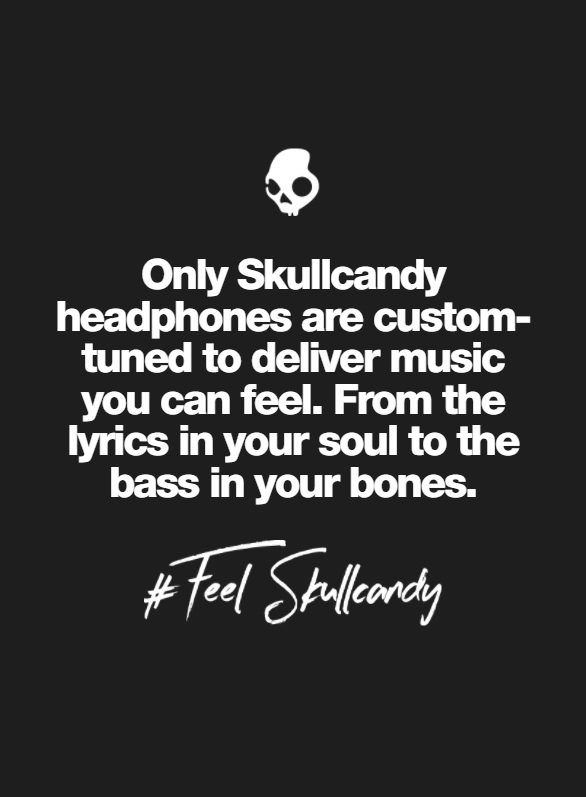 Only Skullcandy
headphones are custom-
tuned to deliver music
you can feel. From the
lyrics in your soul to the
bass in your bones.
#Feel Skullcandy